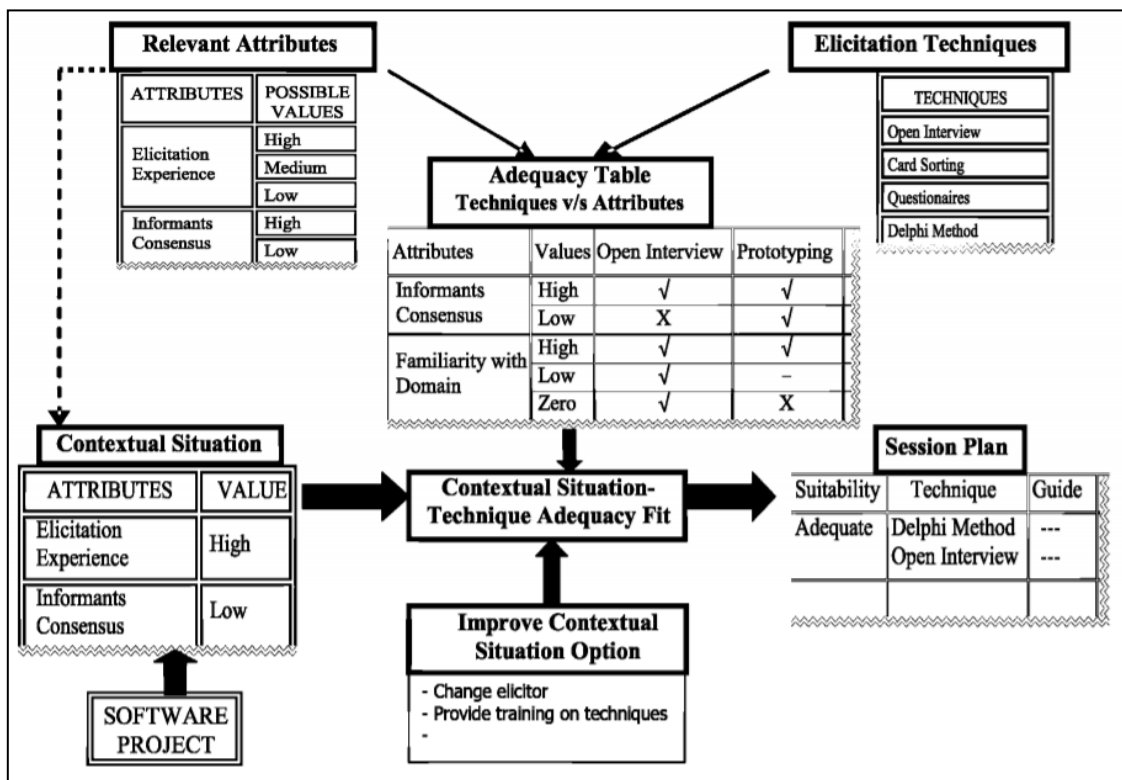 Relevant Attributes
ATTRIBUTES
POSSIBLE
VALUES
Elicitation
Experience
High
Medium
Low
Informants
Consensus
High
Low
Elicitation Techniques
TECHNIQUES
Open Interview
Card Sorting
Questionaires
Delphi Method
Adequacy Table
Techniques v/s Attributes
Attributes Values Open Interview Prototyping
Informants
Consensus
High √ √
Low X √
Familiarity with
Domain
High √ √
Low √ –
Zero √ X
Contextual Situation
ATTRIBUTES VALUE
Elicitation
Experience
High
Informants
Consensus
Low
SOFTWARE
PROJECT
Contextual Situation-
Technique Adequacy Fit
Improve Contextual
Situation Option
- Change elicitor
- Provide training on techniques
-
Session Plan
Suitability Technique Guide
Adequate Delphi Method ---
Open Interview ---